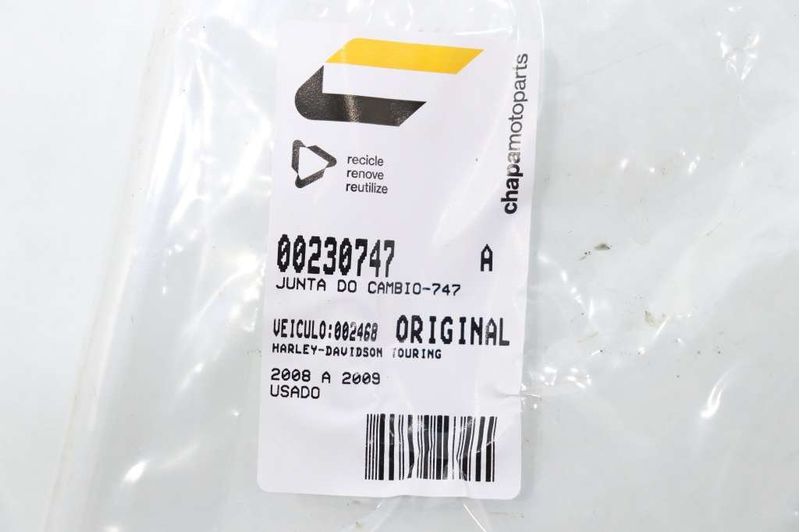 chapamotoparts
recicle
renove
reutilize
00230747 A
JUNTA DO CAMBIO-747
VEICULO:002468 ORIGINAL
HARLEY-DAVIDSON TOURING
2008 A 2009
USADO